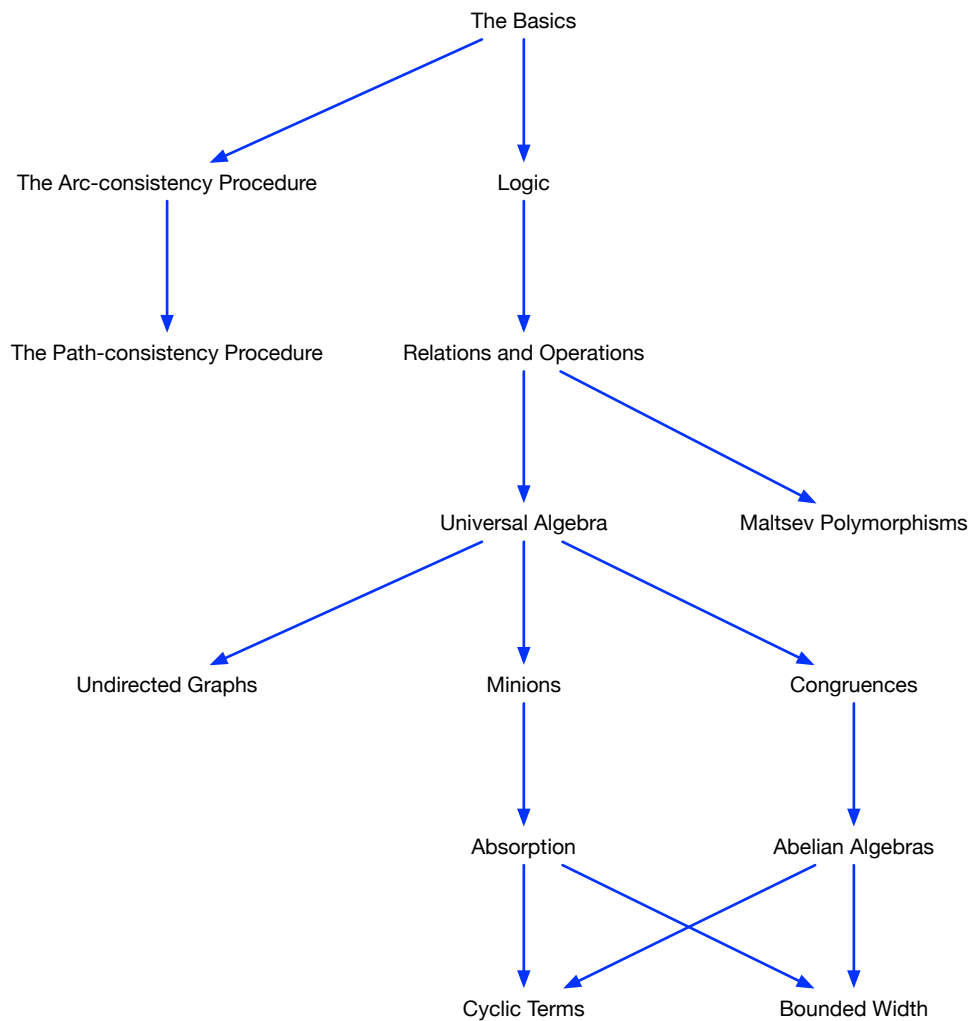 The Basics
The Arc-consistency Procedure
Logic
The Path-consistency Procedure
Relations and Operations
Universal Algebra
Maltsev Polymorphisms
Undirected Graphs
Minions
Congruences
Absorption
Abelian Algebras
Cyclic Terms
Bounded Width